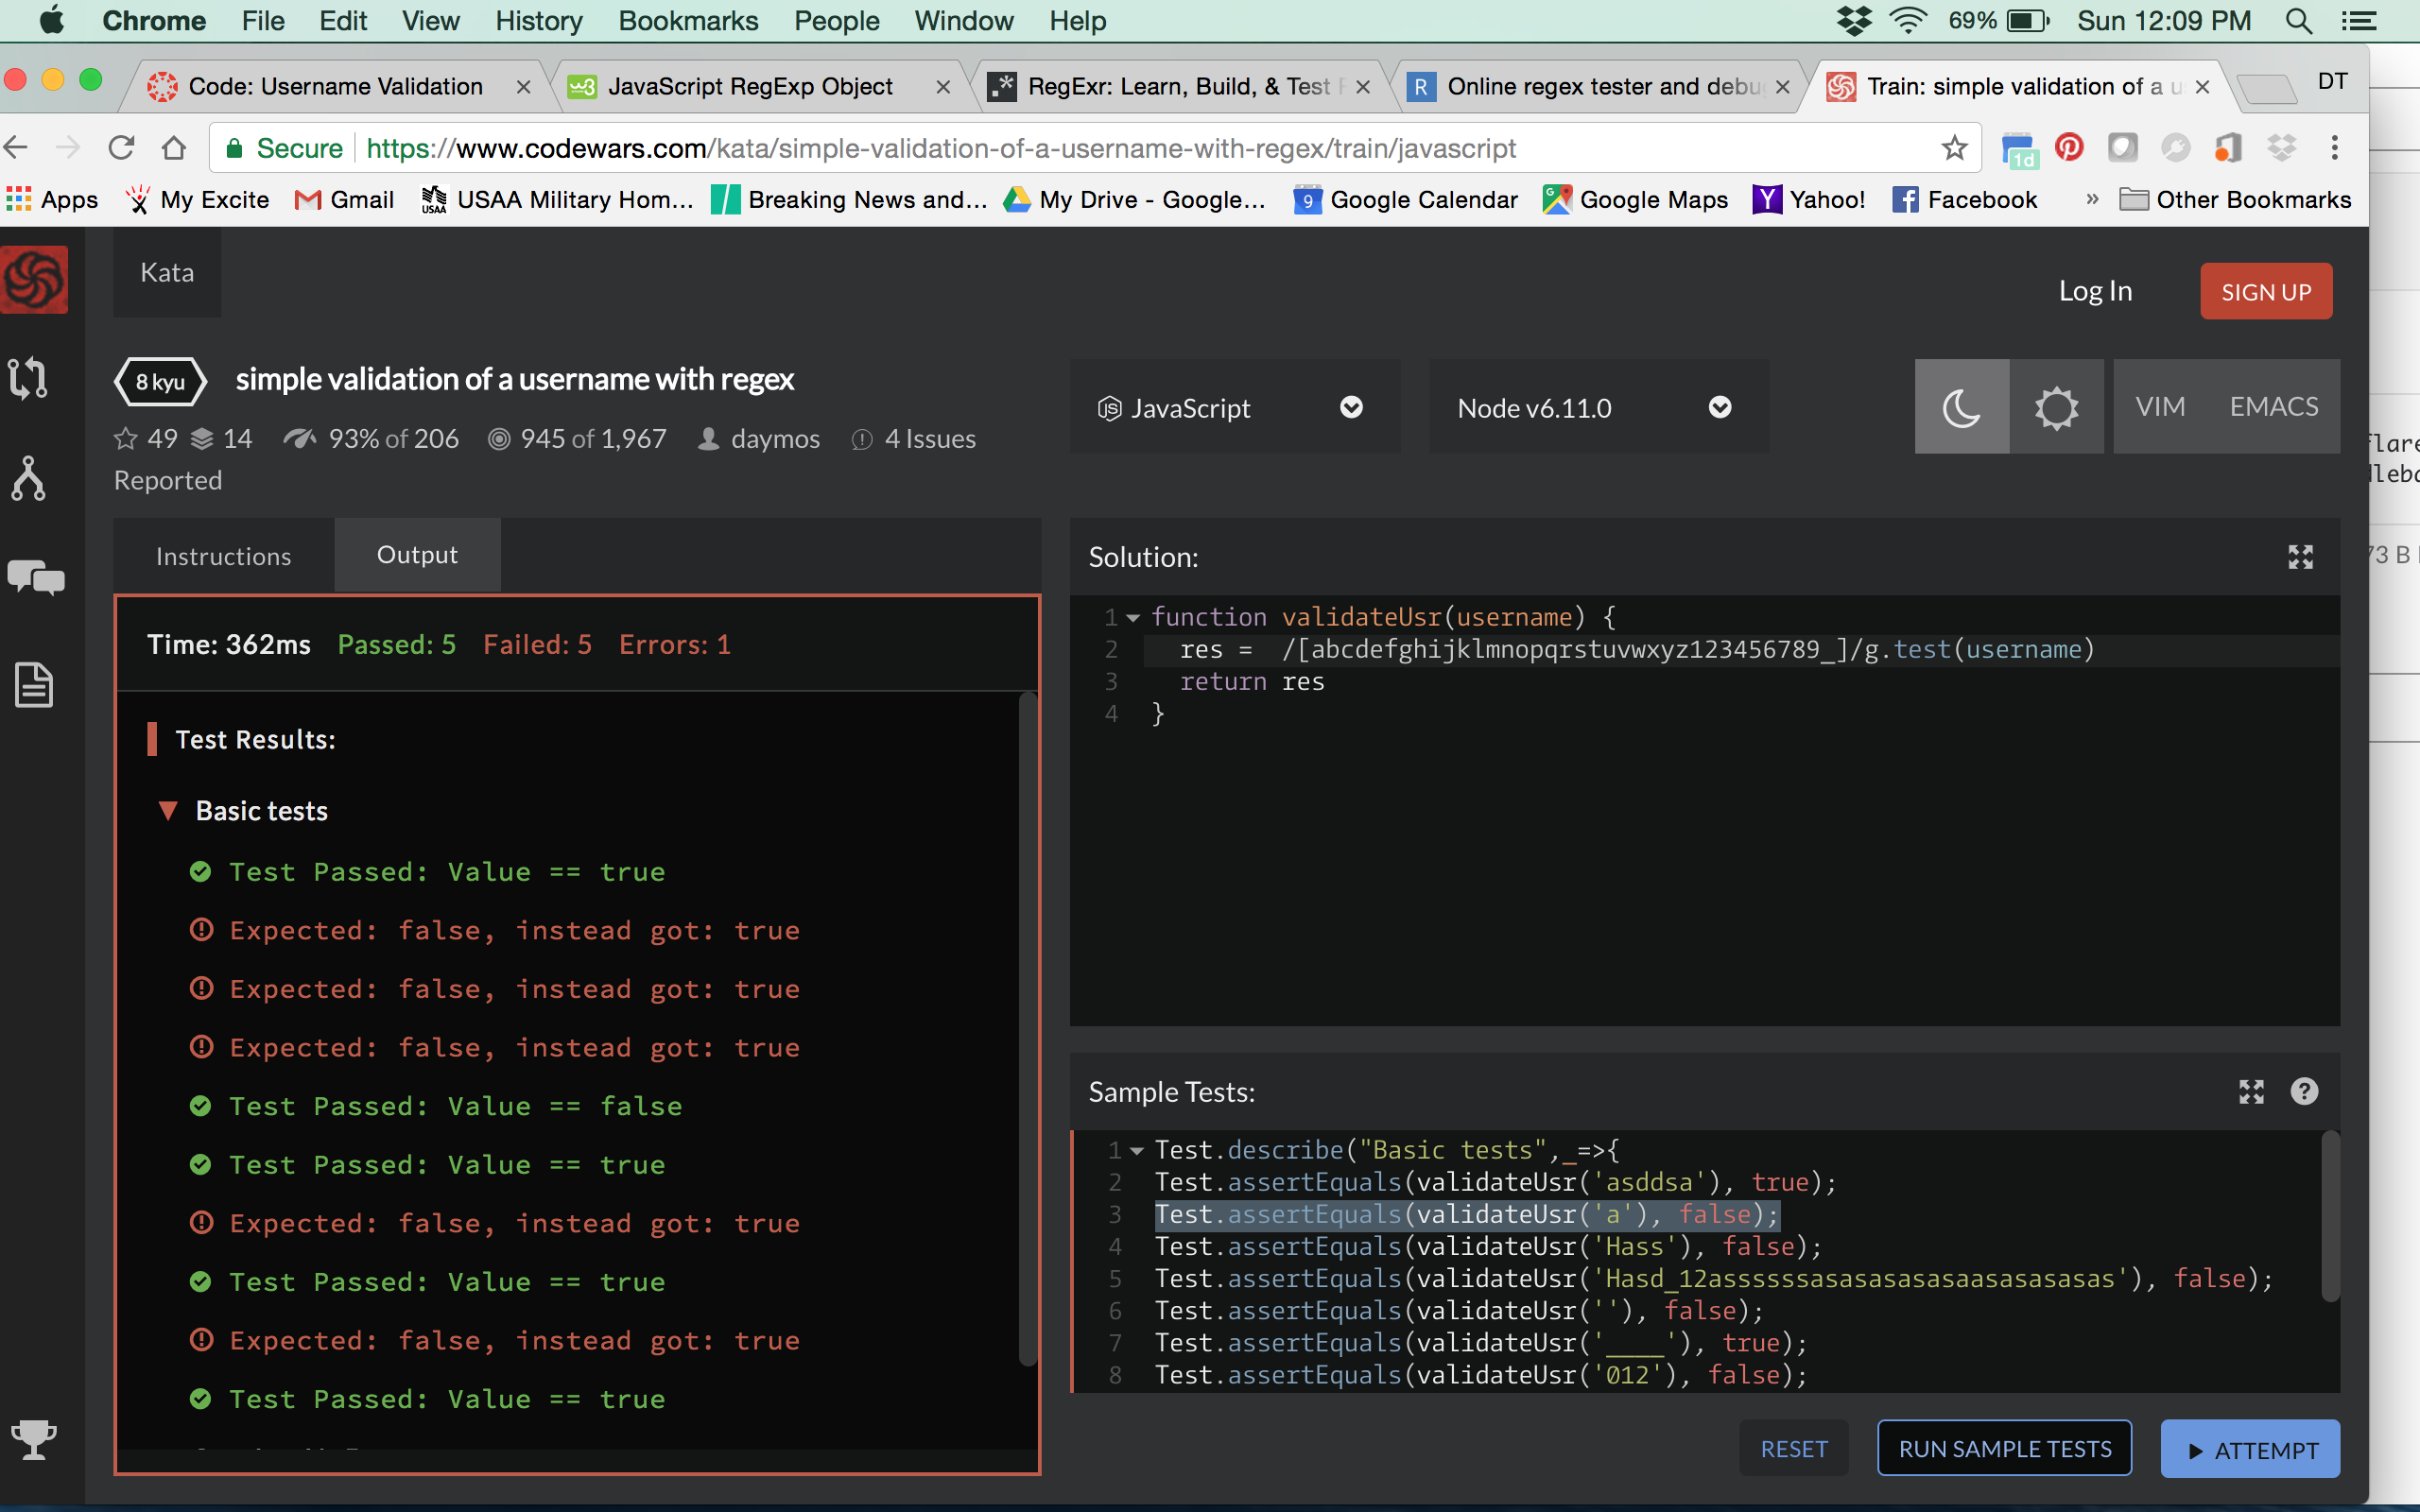 Chrome File Edit View History Bookmarks People Window Help 69% Sun 12:09 PM
Code: Username Validation JavaScript RegExp Object RegExr: Learn, Build, & Test Online regex tester and debu Train: simple validation of a u DT
Secure https://www.codewars.com/kata/simple-validation-of-a-username-with-regex/train/javascript 1d
Apps My Excite Gmail USAA Military Hom... Breaking News and... My Drive - Google... Google Calendar Google Maps Yahoo! Facebook » Other Bookmarks
Kata
Log In SIGN UP
8 kyu simple validation of a username with regex
JavaScript Node v6.11.0 VIM EMACS
49 14 93% of 206 945 of 1,967 daymos 4 Issues
Reported
Instructions Output
Time: 362ms Passed: 5 Failed: 5 Errors: 1
Test Results:
Basic tests
Test Passed: Value == true
Expected: false, instead got: true
Expected: false, instead got: true
Expected: false, instead got: true
Test Passed: Value == false
Test Passed: Value == true
Expected: false, instead got: true
Test Passed: Value == true
Expected: false, instead got: true
Test Passed: Value == true
Solution:
1 function validateUsr(username) {
2 res = /[abcdefghijklmnopqrstuvwxyz123456789_]/g.test(username)
3 return res
4 }
Sample Tests:
1 Test.describe("Basic tests",_=>{
2 Test.assertEquals(validateUsr('asddsa'), true);
3 Test.assertEquals(validateUsr('a'), false);
4 Test.assertEquals(validateUsr('Hass'), false);
5 Test.assertEquals(validateUsr('Hasd_12assssssasasasasasaasasasasas'), false);
6 Test.assertEquals(validateUsr(''), false);
7 Test.assertEquals(validateUsr('____'), true);
8 Test.assertEquals(validateUsr('012'), false);
RESET RUN SAMPLE TESTS ATTEMPT